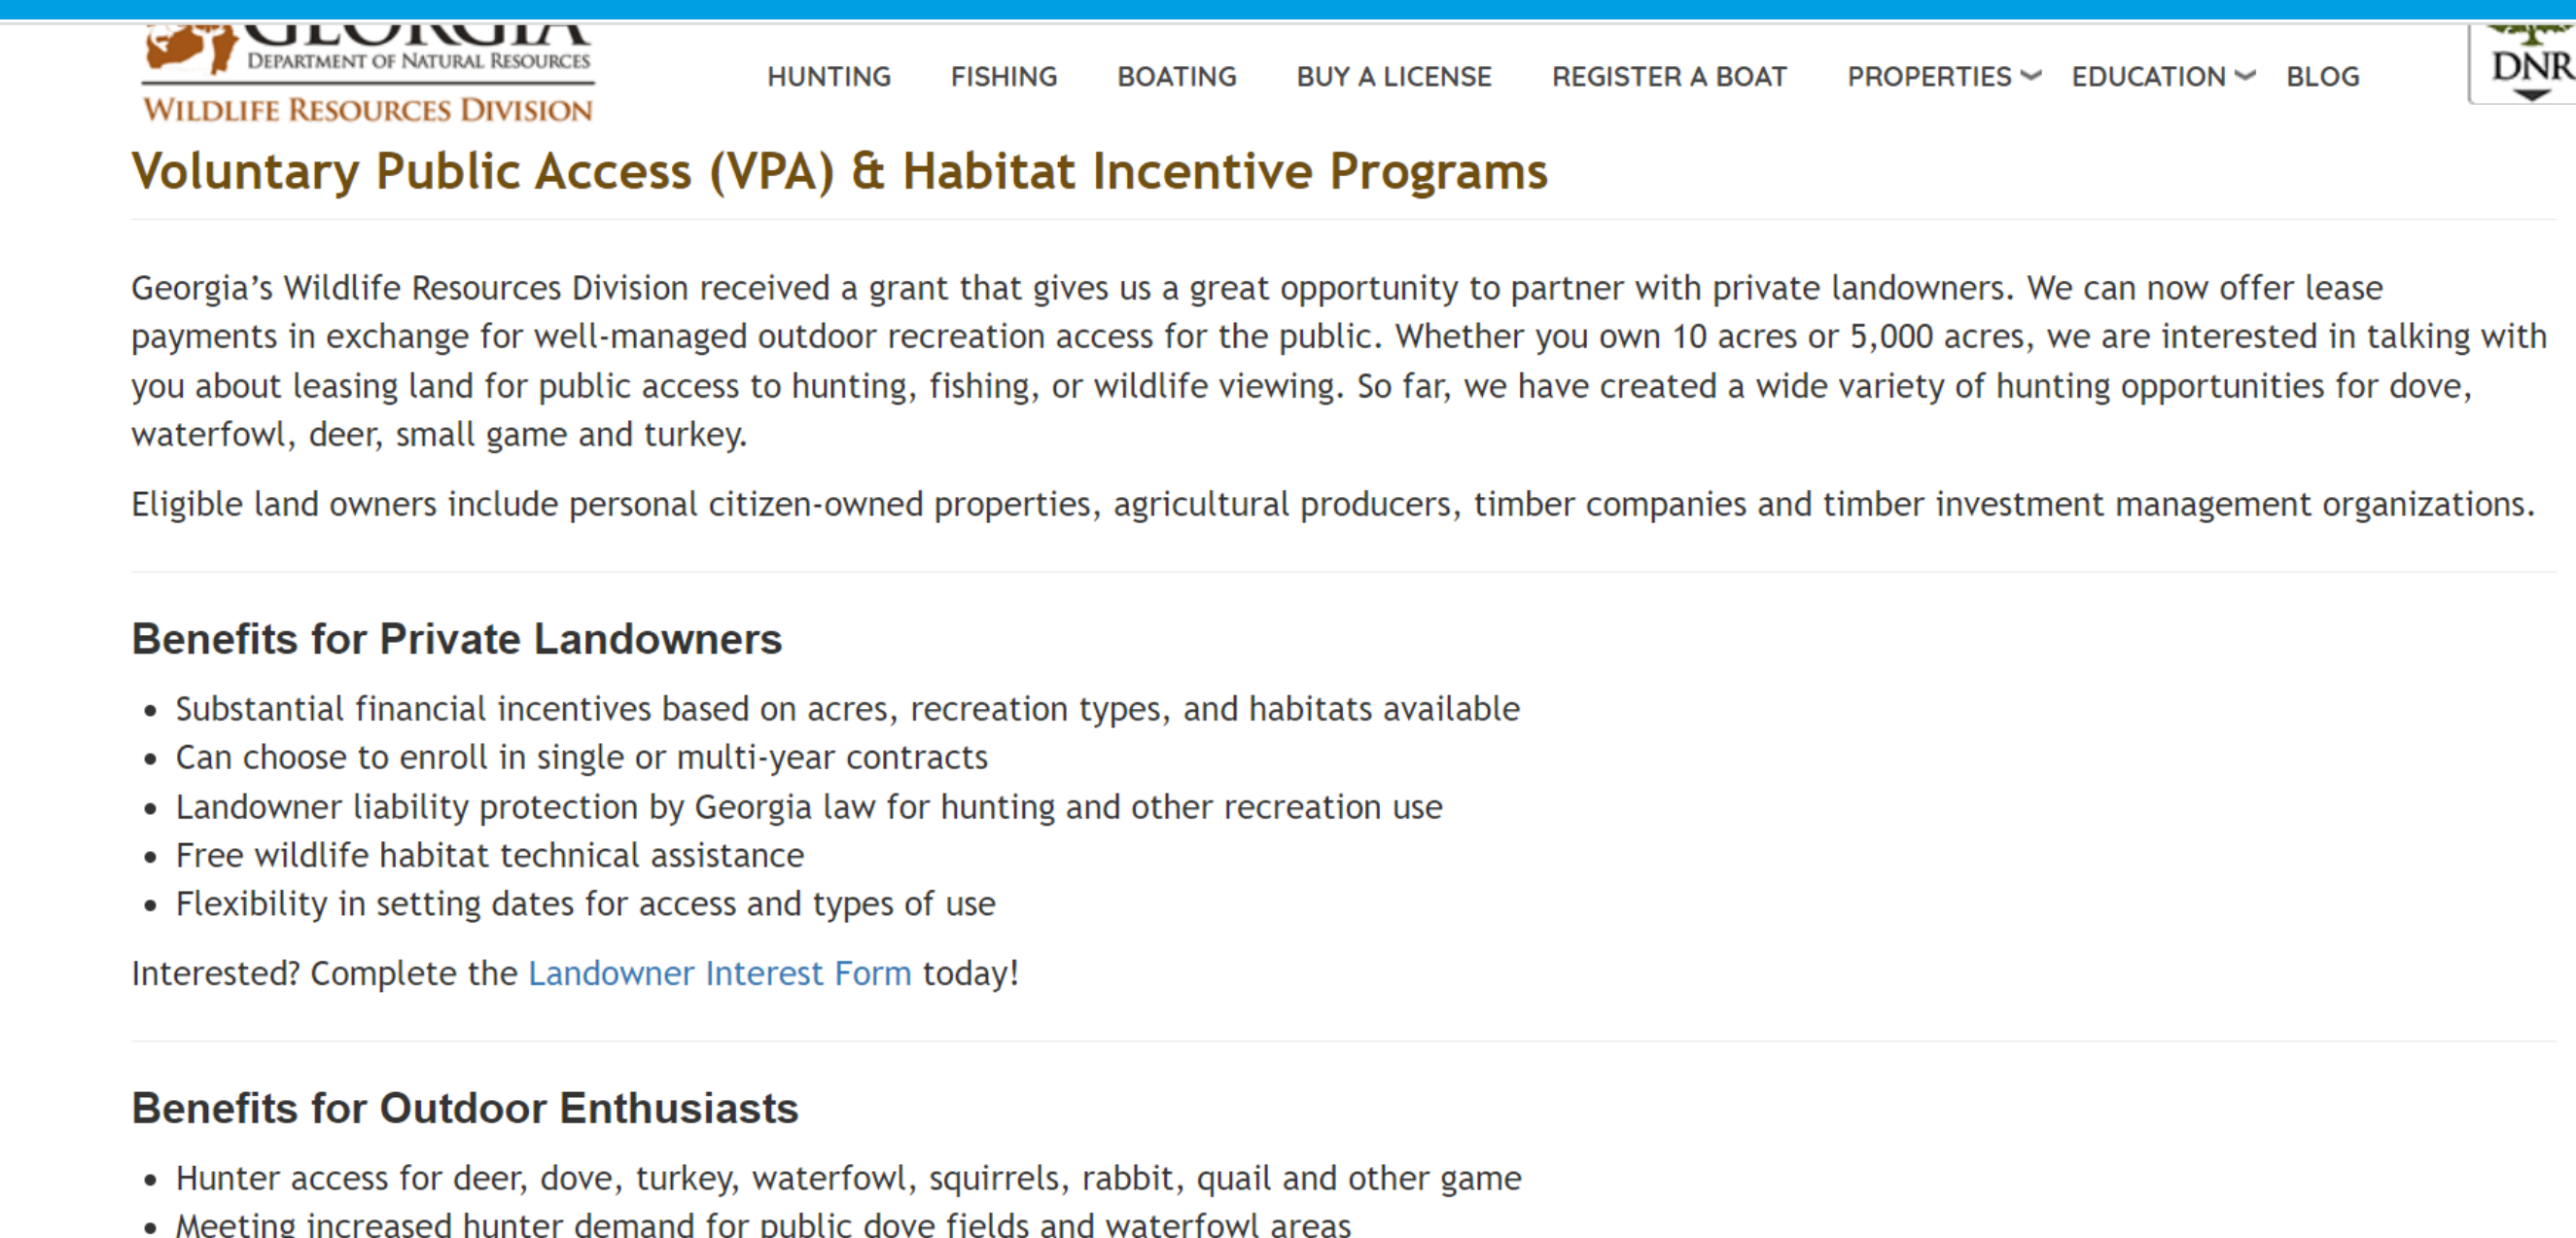 GEORGIA
DEPARTMENT OF NATURAL RESOURCES
WILDLIFE RESOURCES DIVISION
HUNTING FISHING BOATING BUY A LICENSE REGISTER A BOAT PROPERTIES EDUCATION BLOG
DNR
Voluntary Public Access (VPA) & Habitat Incentive Programs
Georgia’s Wildlife Resources Division received a grant that gives us a great opportunity to partner with private landowners. We can now offer lease
payments in exchange for well-managed outdoor recreation access for the public. Whether you own 10 acres or 5,000 acres, we are interested in talking with
you about leasing land for public access to hunting, fishing, or wildlife viewing. So far, we have created a wide variety of hunting opportunities for dove,
waterfowl, deer, small game and turkey.
Eligible land owners include personal citizen-owned properties, agricultural producers, timber companies and timber investment management organizations.
Benefits for Private Landowners
• Substantial financial incentives based on acres, recreation types, and habitats available
• Can choose to enroll in single or multi-year contracts
• Landowner liability protection by Georgia law for hunting and other recreation use
• Free wildlife habitat technical assistance
• Flexibility in setting dates for access and types of use
Interested? Complete the Landowner Interest Form today!
Benefits for Outdoor Enthusiasts
• Hunter access for deer, dove, turkey, waterfowl, squirrels, rabbit, quail and other game
• Meeting increased hunter demand for public dove fields and waterfowl areas